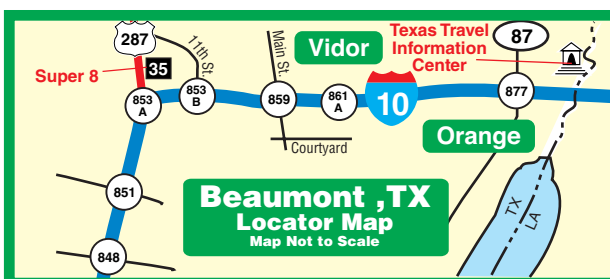 287
11th St.
Super 8
35
853
A
853
B
Main St.
859
Vidor
861
A
10
Courtyard
Texas Travel
Information
Center
87
877
Orange
851
848
Beaumont ,TX
Locator Map
Map Not to Scale
TX
LA